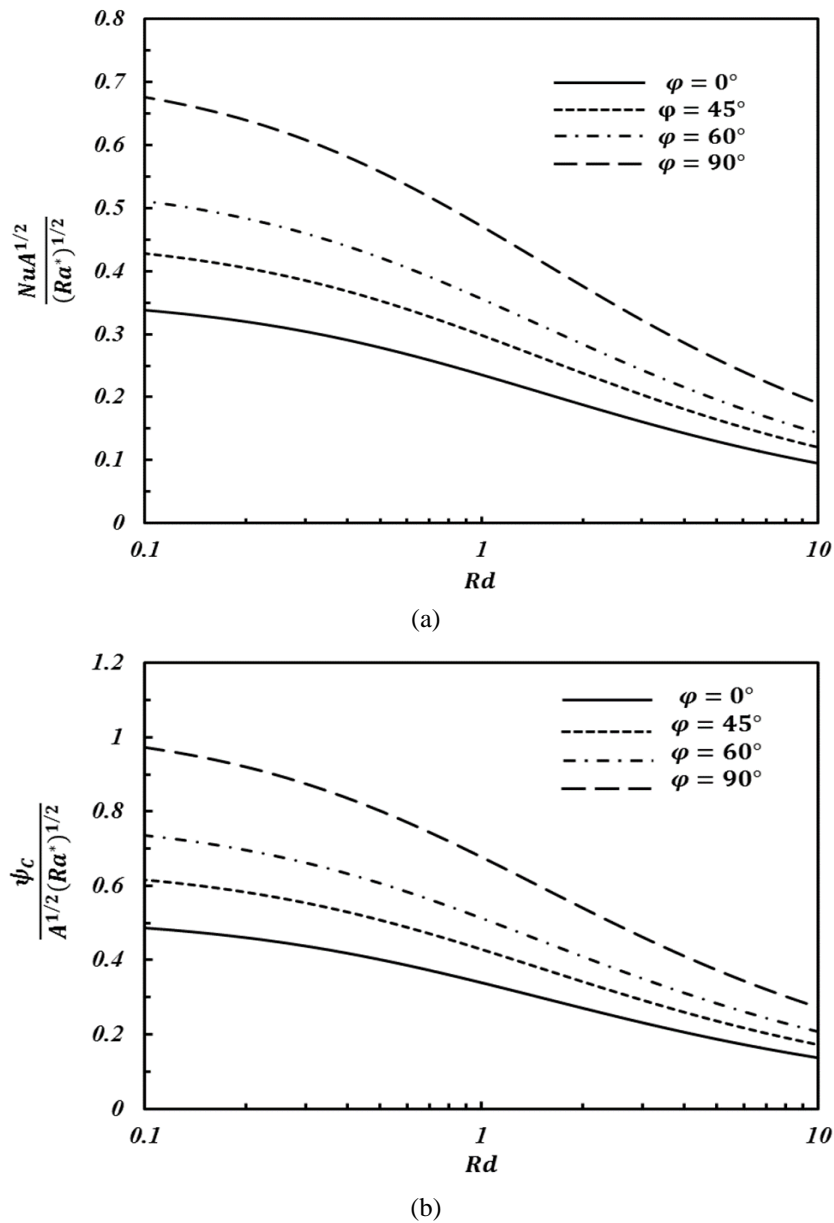 0.8
0.7
0.6
0.5
0.4
0.3
0.2
0.1
0
NuA^{1/2}
(Ra*)^{1/2}
φ = 0°
φ = 45°
φ = 60°
φ = 90°
0.1 1 10
Rd
(a)
1.2
1
0.8
0.6
0.4
0.2
0
ψ_C
A^{1/2}(Ra*)^{1/2}
φ = 0°
φ = 45°
φ = 60°
φ = 90°
0.1 1 10
Rd
(b)